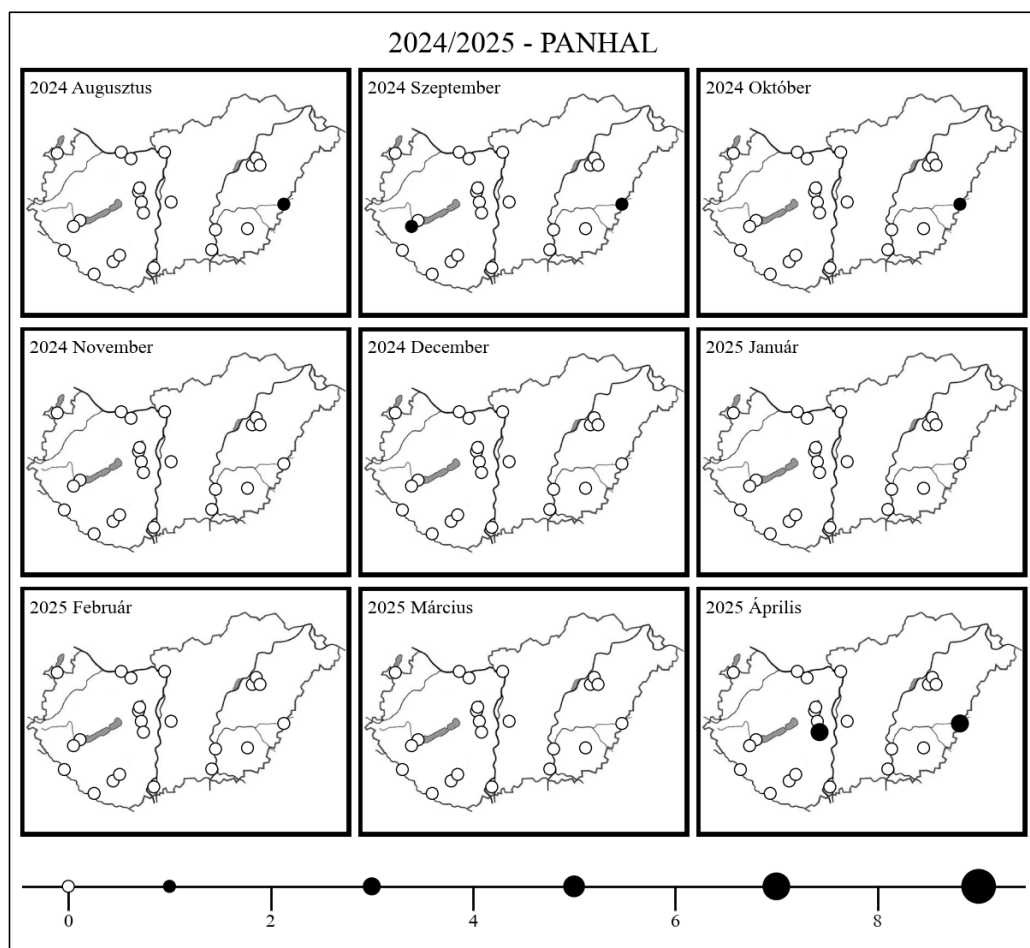 2024/2025 - PANHAL
2024 Augusztus
2024 Szeptember
2024 Október
2024 November
2024 December
2025 Január
2025 Február
2025 Március
2025 Április
0 2 4 6 8